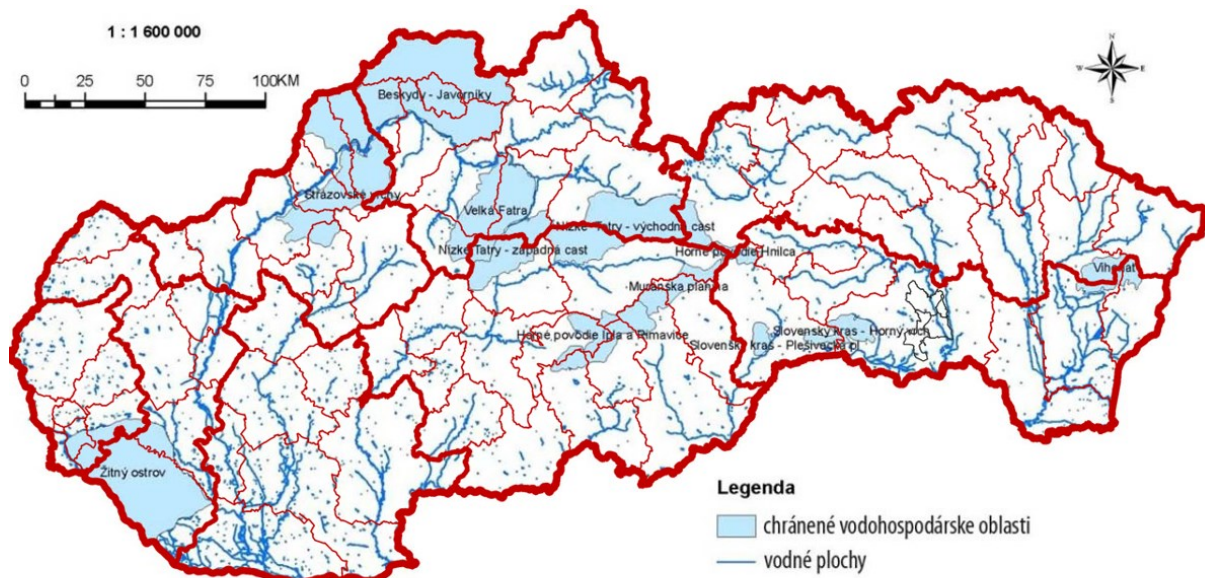 1 : 1 600 000
0 25 50 75 100KM
N
W E
S
Beskydy - Javorníky
Strážovské vrchy
Veľká Fatra
Nízke Tatry - východná časť
Nízke Tatry - západná časť
Horné povodie Hnilca
Vihorlat
Muránska planina
Horné povodie Ipľa a Rimavice
Slovenský kras - Horný vrch
Slovenský kras - Plešivecká pl
Žitný ostrov
Legenda
chránené vodohospodárske oblasti
vodné plochy